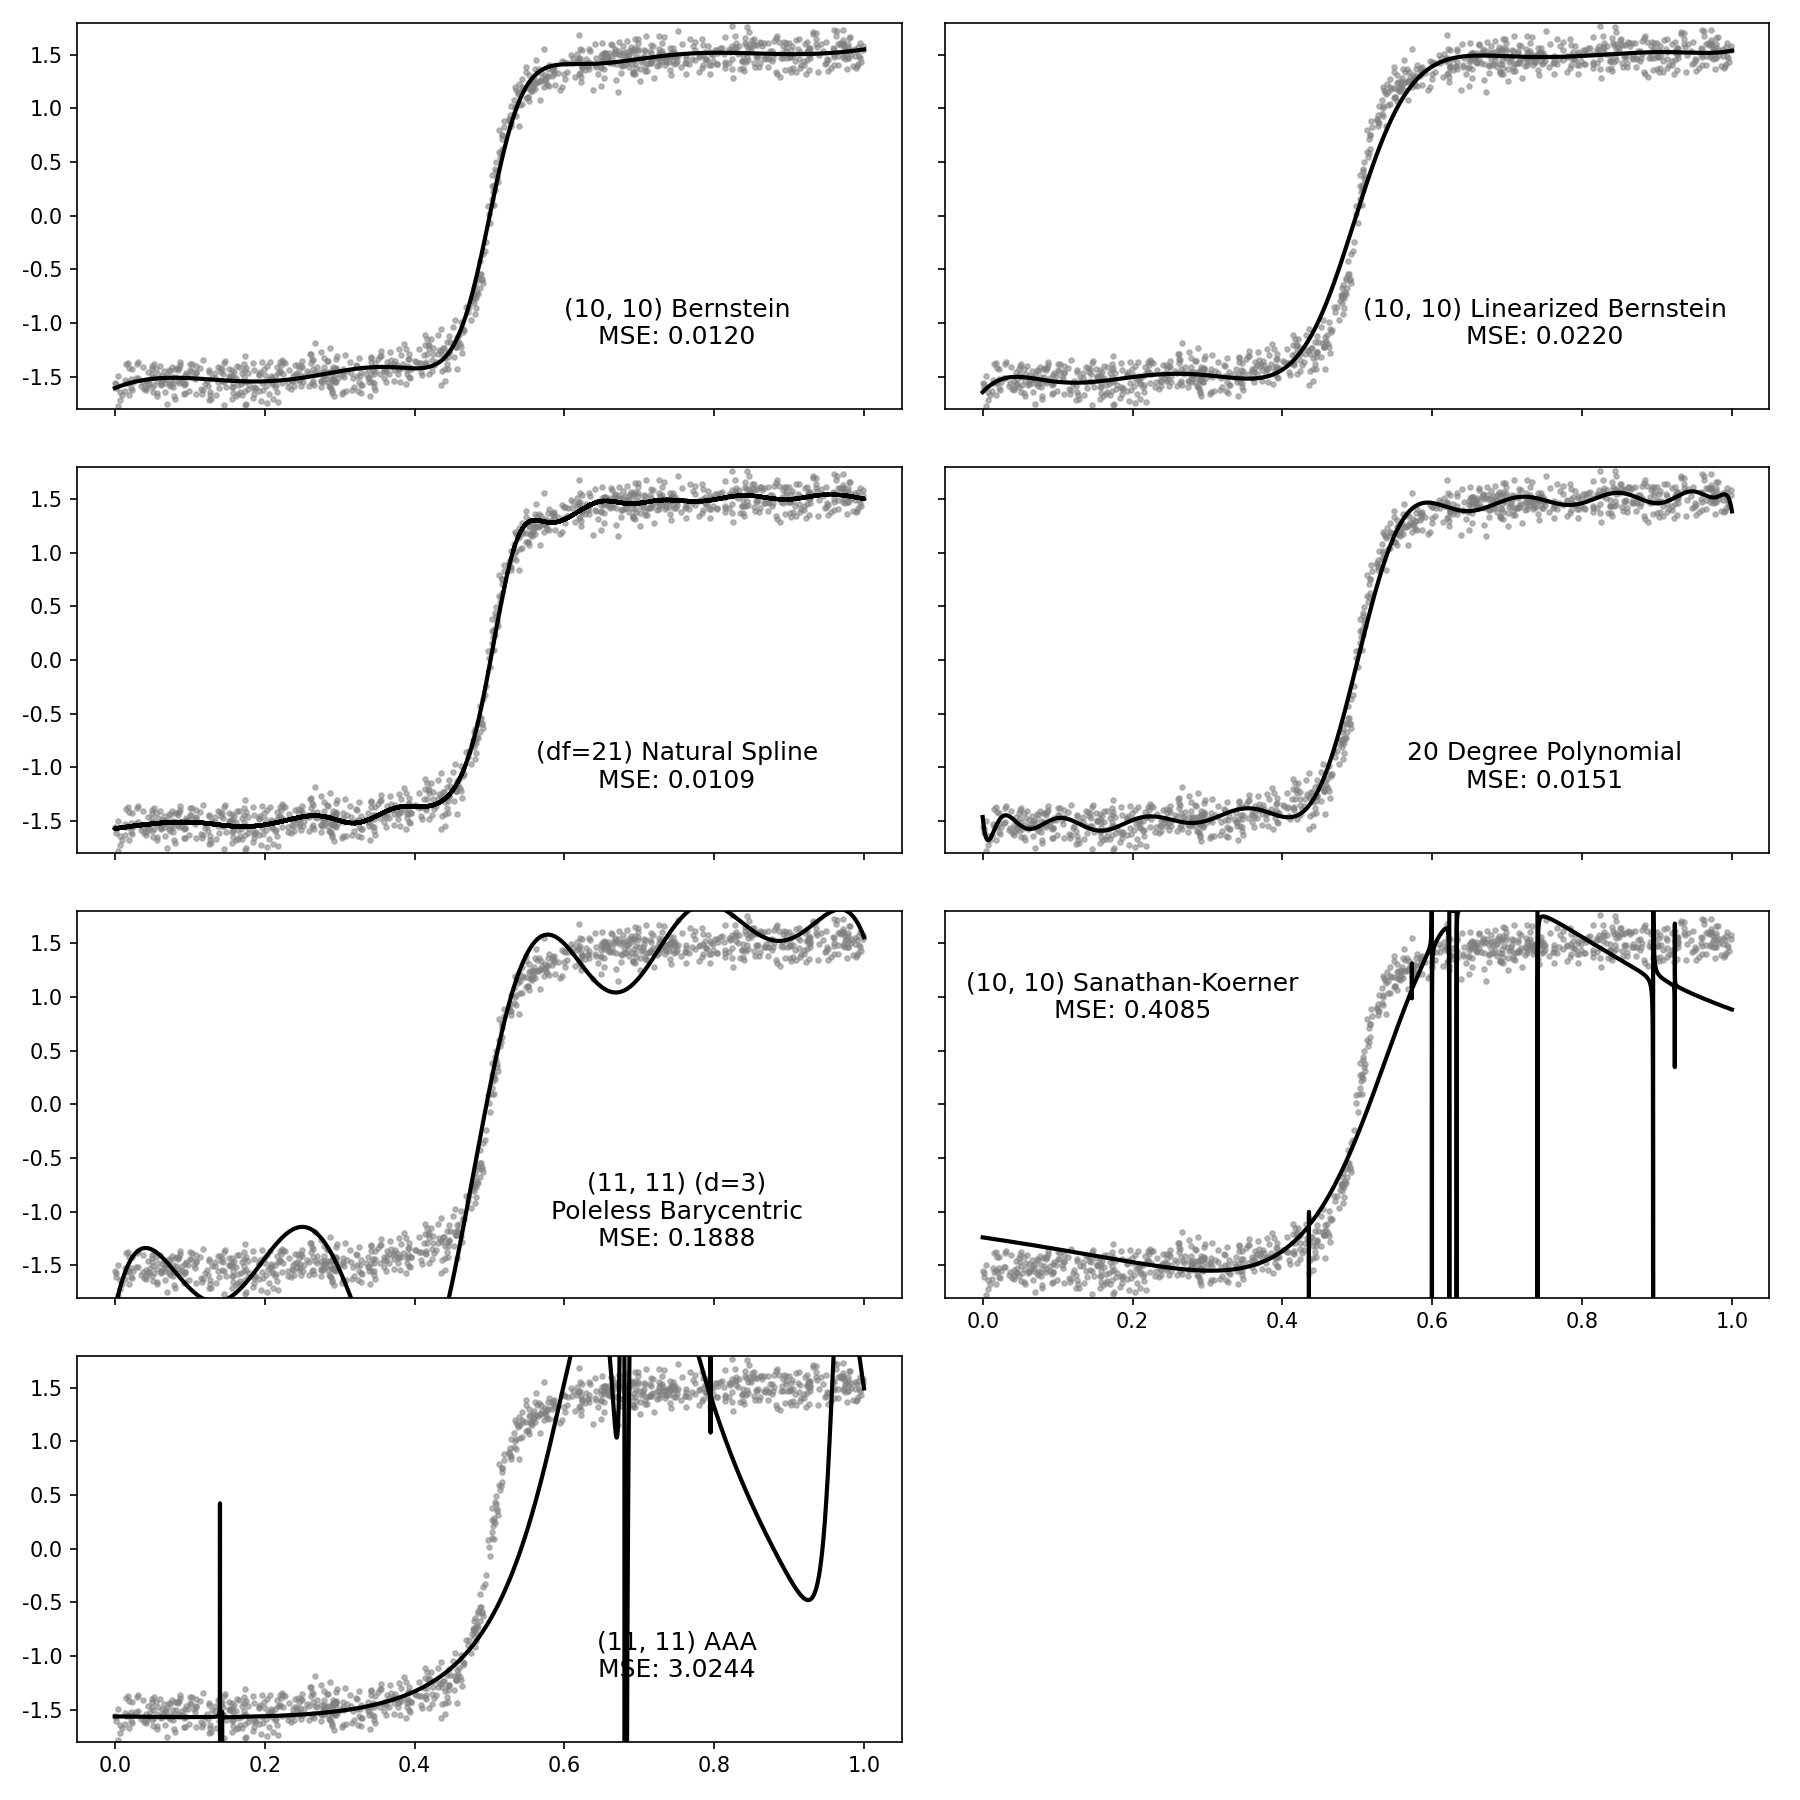 1.5
1.0
0.5
0.0
-0.5
-1.0
-1.5
(10, 10) Bernstein
MSE: 0.0120
(10, 10) Linearized Bernstein
MSE: 0.0220
1.5
1.0
0.5
0.0
-0.5
-1.0
-1.5
(df=21) Natural Spline
MSE: 0.0109
20 Degree Polynomial
MSE: 0.0151
1.5
1.0
0.5
0.0
-0.5
-1.0
-1.5
(11, 11) (d=3)
Poleless Barycentric
MSE: 0.1888
(10, 10) Sanathan-Koerner
MSE: 0.4085
0.0 0.2 0.4 0.6 0.8 1.0
1.5
1.0
0.5
0.0
-0.5
-1.0
-1.5
(11, 11) AAA
MSE: 3.0244
0.0 0.2 0.4 0.6 0.8 1.0